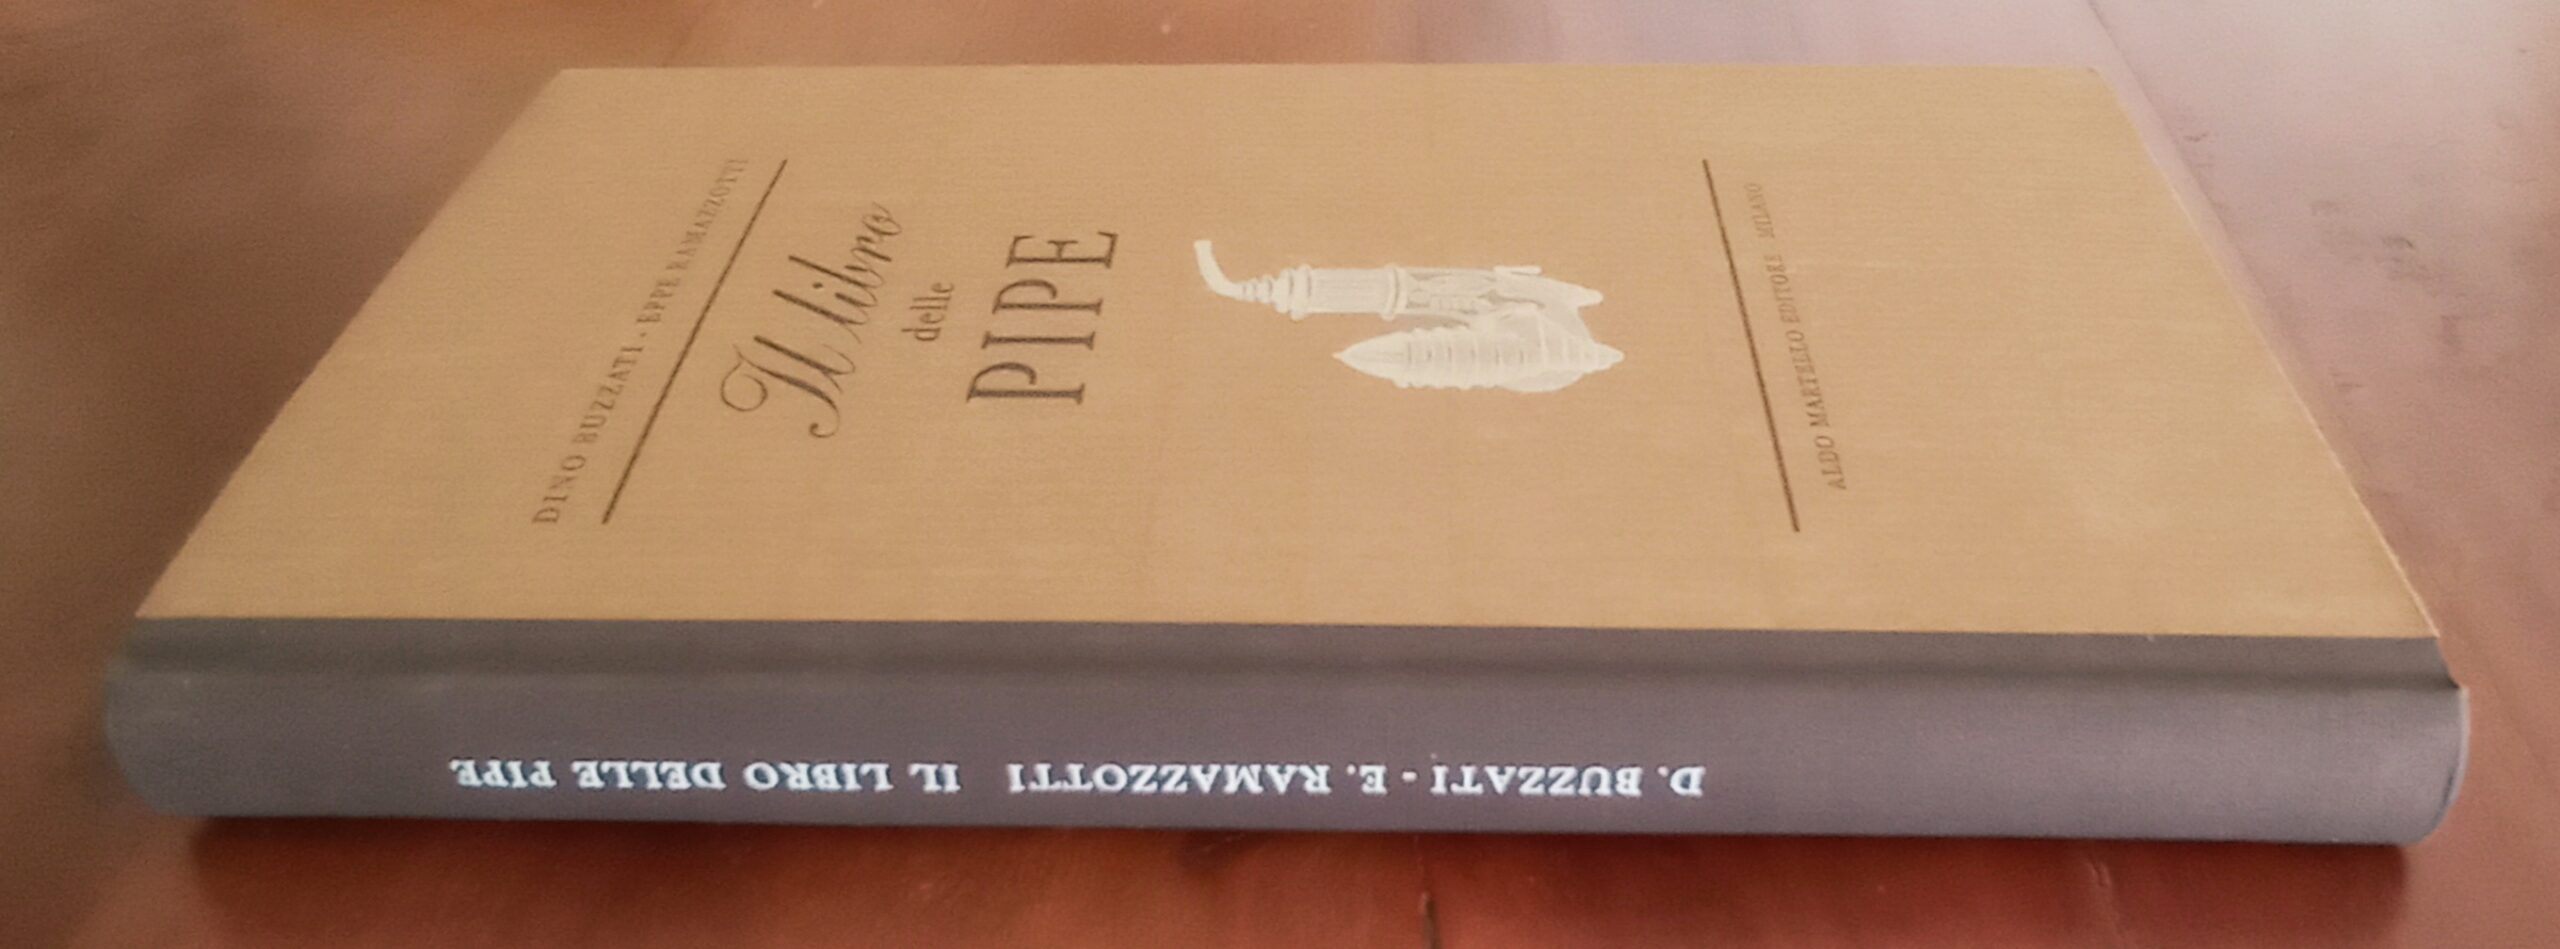 DINO BUZZATI · EPPE RAMAZZOTTI
Il libro
delle
PIPE
ALDO MARTELLO EDITORE MILANO
D. BUZZATI - E. RAMAZZOTTI IL LIBRO DELLE PIPE